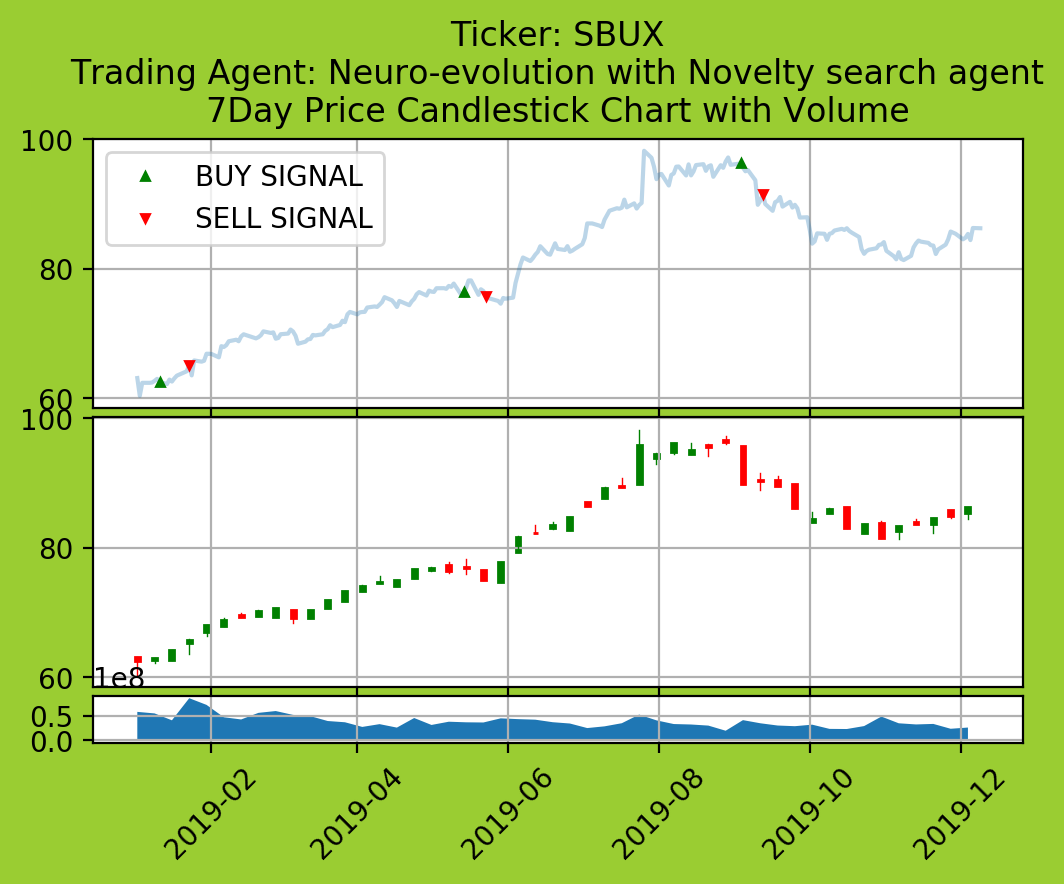 Ticker: SBUX
Trading Agent: Neuro-evolution with Novelty search agent
7Day Price Candlestick Chart with Volume
100
BUY SIGNAL
SELL SIGNAL
80
60
100
80
60
1e8
0.5
0.0
2019-02
2019-04
2019-06
2019-08
2019-10
2019-12